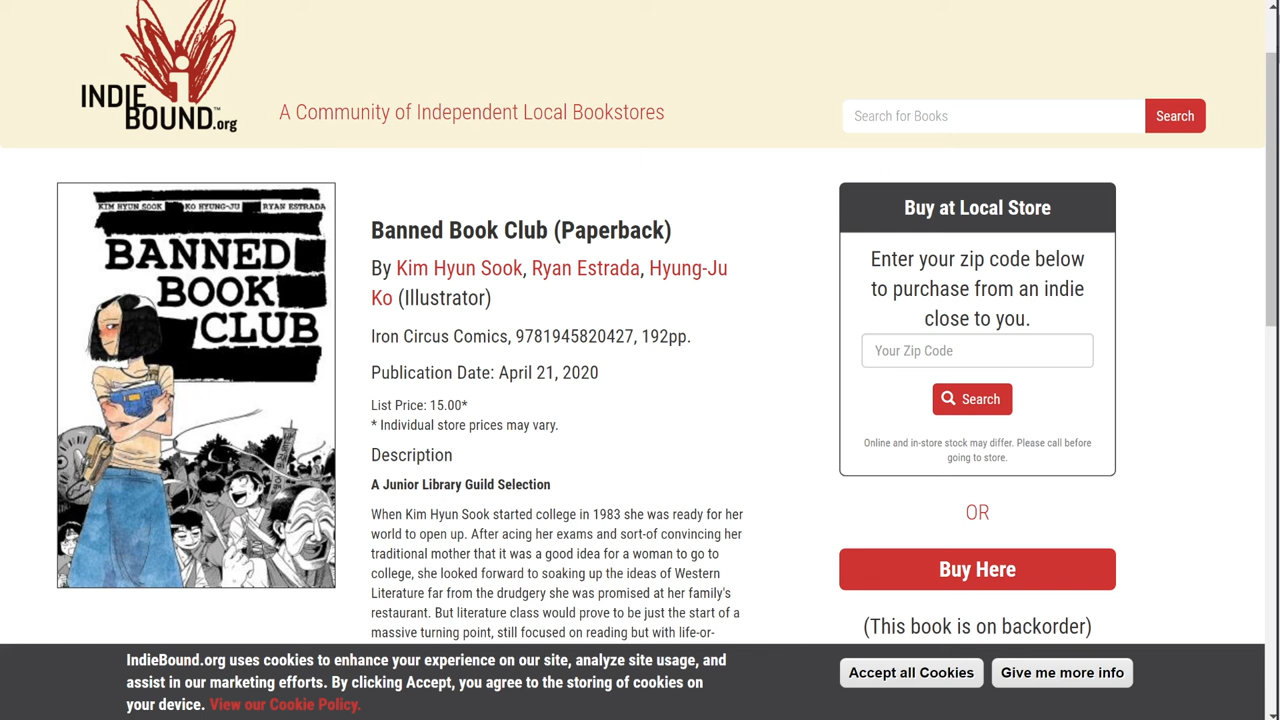 INDIE
BOUND™.org
A Community of Independent Local Bookstores
Search for Books
Search
KIM HYUN SOOK KO HYUNG-JU RYAN ESTRADA
BANNED
BOOK
CLUB
Banned Book Club (Paperback)
By Kim Hyun Sook, Ryan Estrada, Hyung-Ju
Ko (Illustrator)
Iron Circus Comics, 9781945820427, 192pp.
Publication Date: April 21, 2020
List Price: 15.00*
* Individual store prices may vary.
Description
A Junior Library Guild Selection
When Kim Hyun Sook started college in 1983 she was ready for her
world to open up. After acing her exams and sort-of convincing her
traditional mother that it was a good idea for a woman to go to
college, she looked forward to soaking up the ideas of Western
Literature far from the drudgery she was promised at her family's
restaurant. But literature class would prove to be just the start of a
massive turning point, still focused on reading but with life-or-
Buy at Local Store
Enter your zip code below
to purchase from an indie
close to you.
Your Zip Code
Search
Online and in-store stock may differ. Please call before
going to store.
OR
Buy Here
(This book is on backorder)
IndieBound.org uses cookies to enhance your experience on our site, analyze site usage, and
assist in our marketing efforts. By clicking Accept, you agree to the storing of cookies on
your device. View our Cookie Policy.
Accept all Cookies
Give me more info